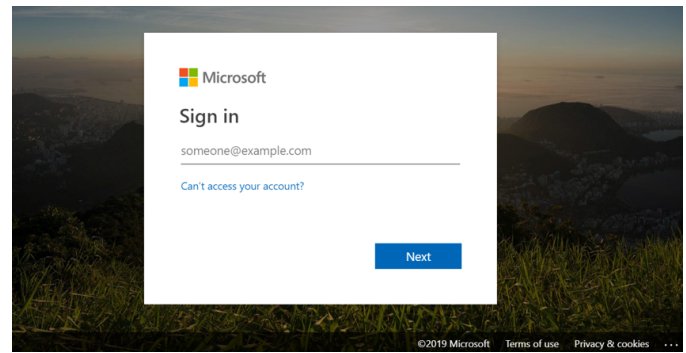 Microsoft
Sign in
someone@example.com
Can't access your account?
Next
©2019 Microsoft Terms of use Privacy & cookies ...